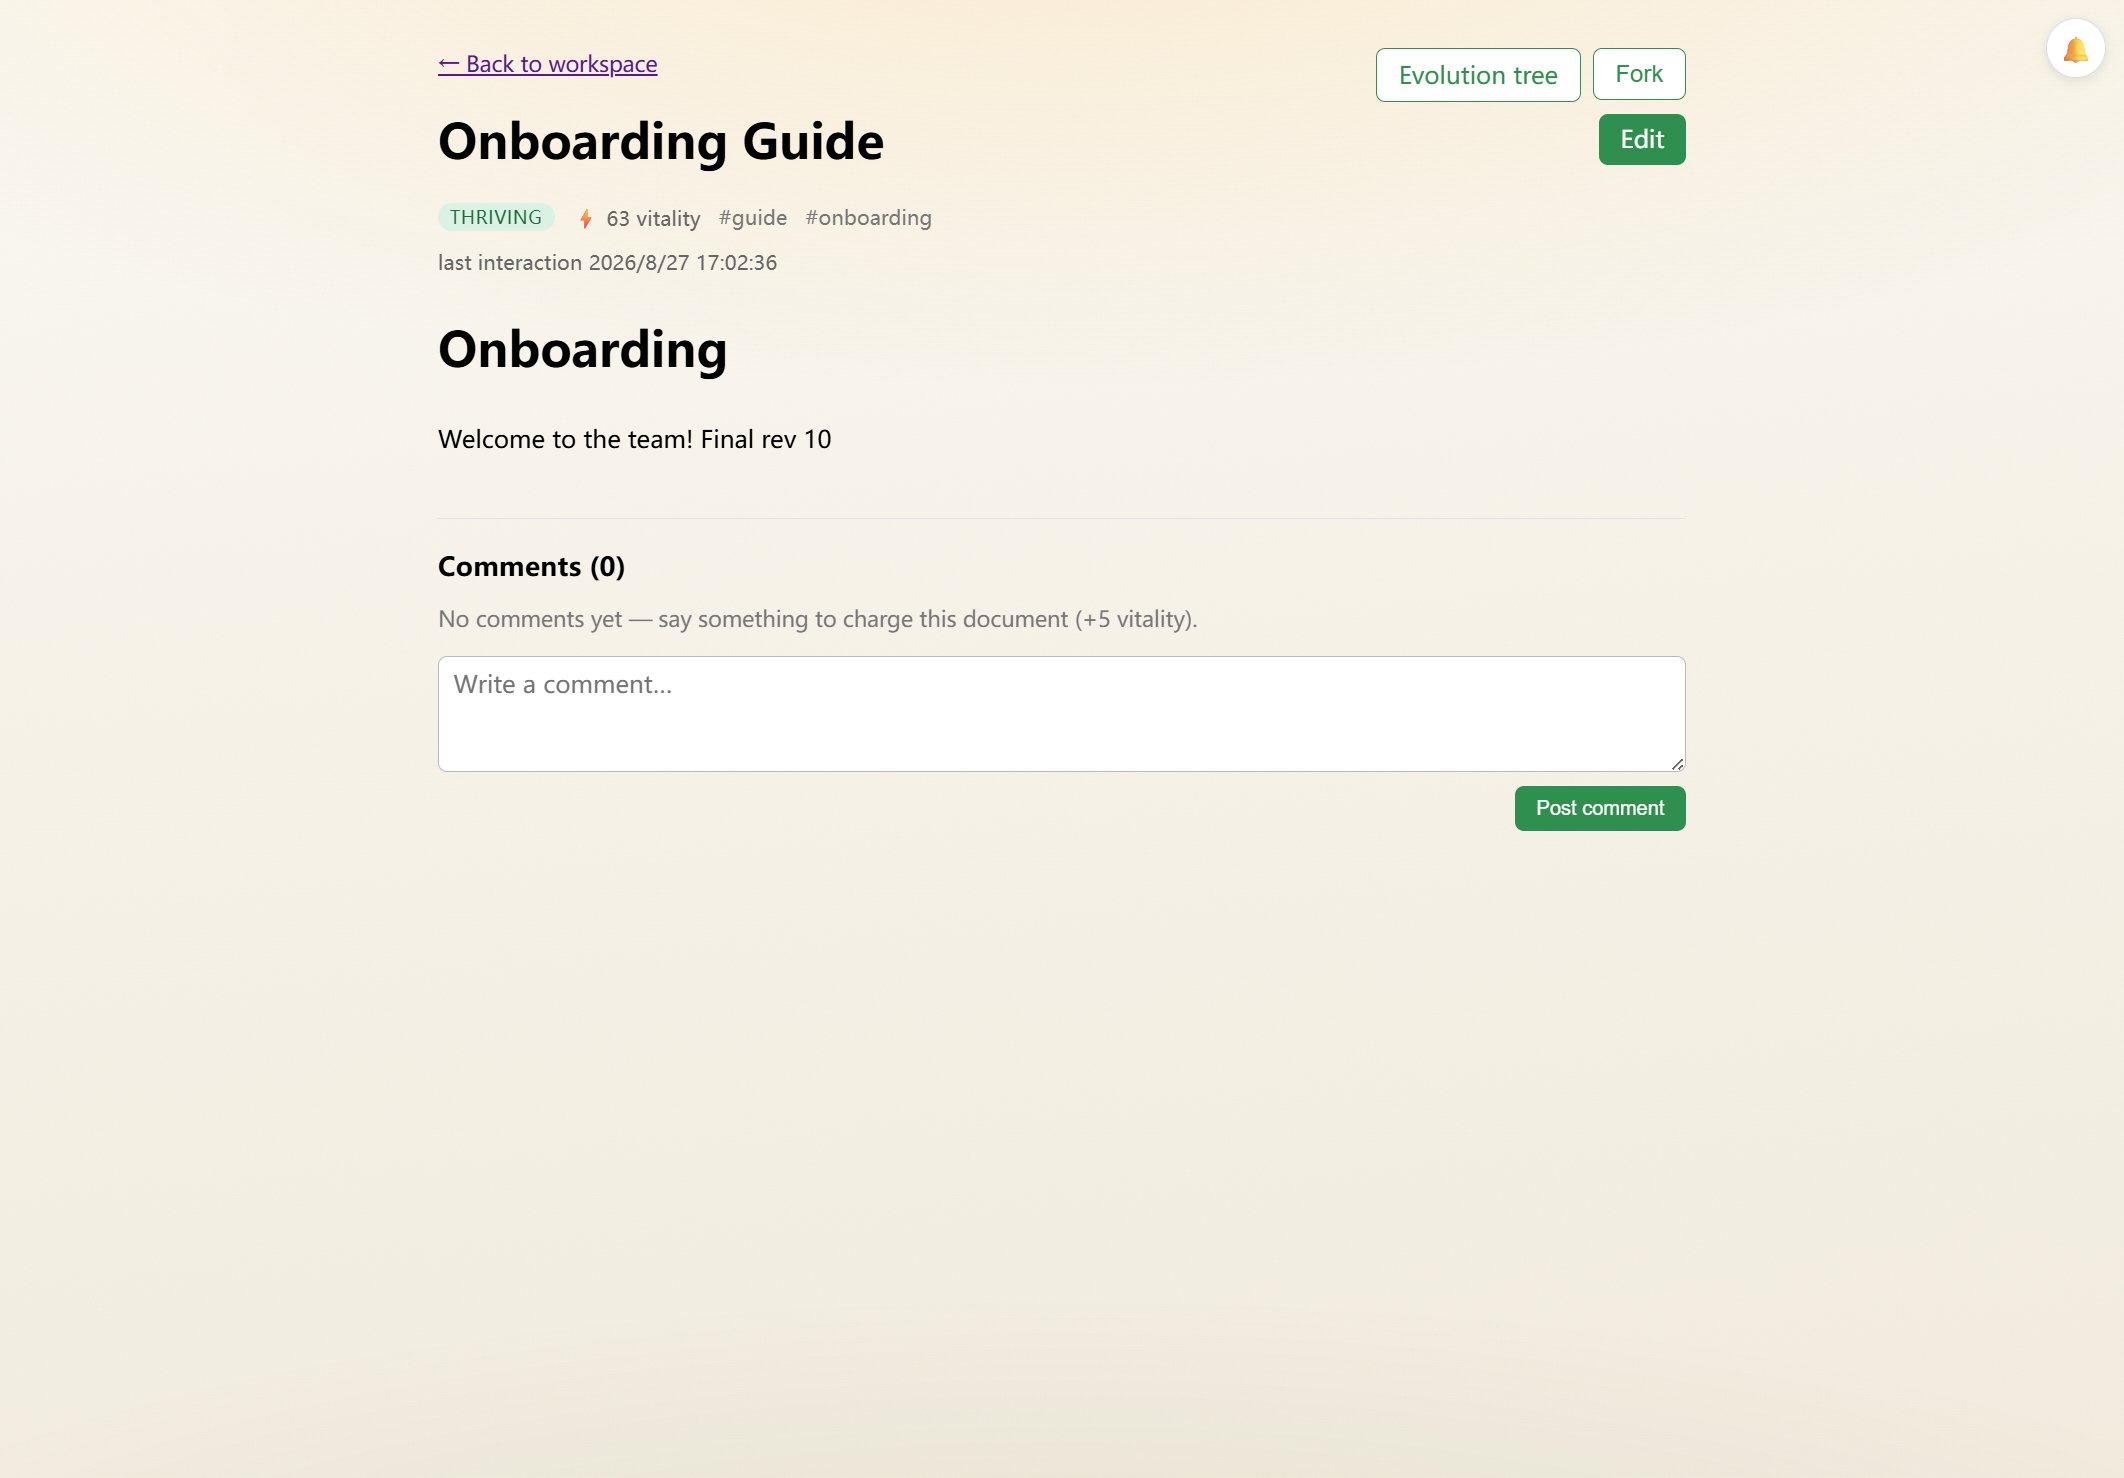 ← Back to workspace
Evolution tree
Fork
Onboarding Guide
Edit
THRIVING 63 vitality #guide #onboarding
last interaction 2026/8/27 17:02:36
Onboarding
Welcome to the team! Final rev 10
Comments (0)
No comments yet — say something to charge this document (+5 vitality).
Write a comment...
Post comment